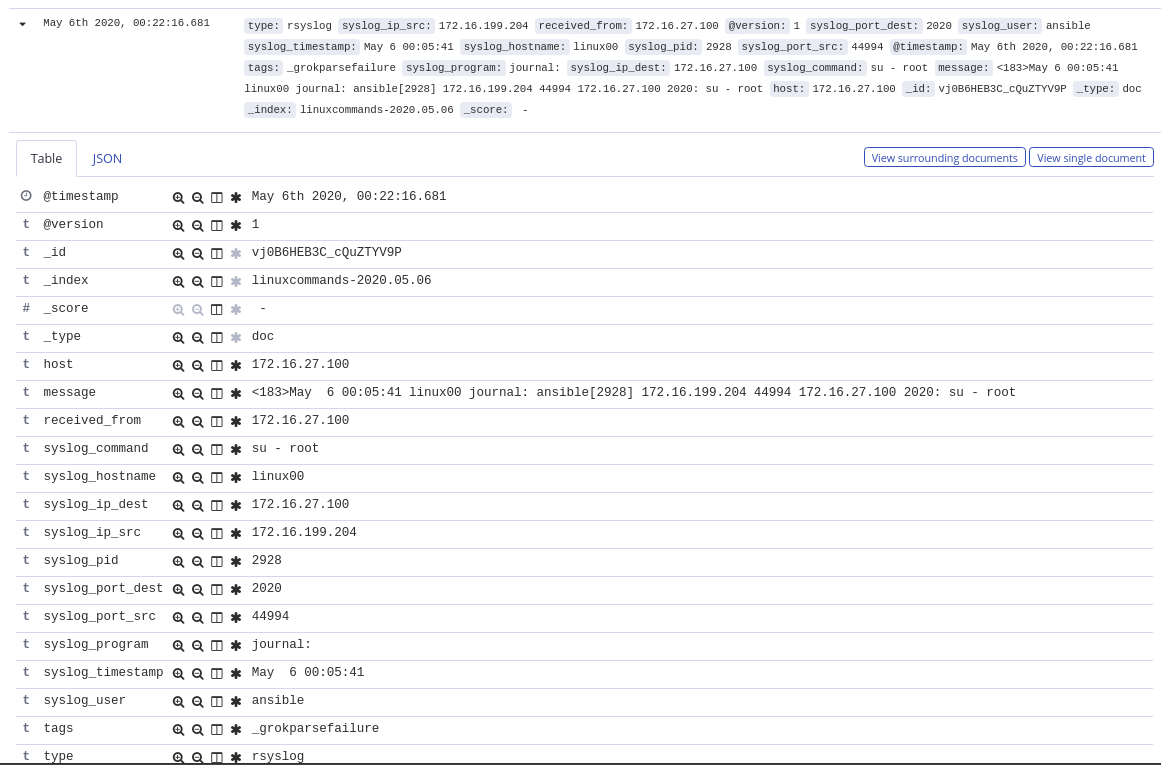 May 6th 2020, 00:22:16.681
type: rsyslog syslog_ip_src: 172.16.199.204 received_from: 172.16.27.100 @version: 1 syslog_port_dest: 2020 syslog_user: ansible
syslog_timestamp: May 6 00:05:41 syslog_hostname: linux00 syslog_pid: 2928 syslog_port_src: 44994 @timestamp: May 6th 2020, 00:22:16.681
tags: _grokparsefailure syslog_program: journal: syslog_ip_dest: 172.16.27.100 syslog_command: su - root message: <183>May 6 00:05:41
linux00 journal: ansible[2928] 172.16.199.204 44994 172.16.27.100 2020: su - root host: 172.16.27.100 _id: vj0B6HEB3C_cQuZTYV9P _type: doc
_index: linuxcommands-2020.05.06 _score: -
Table JSON View surrounding documents View single document
@timestamp May 6th 2020, 00:22:16.681
t @version 1
t _id vj0B6HEB3C_cQuZTYV9P
t _index linuxcommands-2020.05.06
# _score -
t _type doc
t host 172.16.27.100
t message <183>May  6 00:05:41 linux00 journal: ansible[2928] 172.16.199.204 44994 172.16.27.100 2020: su - root
t received_from 172.16.27.100
t syslog_command su - root
t syslog_hostname linux00
t syslog_ip_dest 172.16.27.100
t syslog_ip_src 172.16.199.204
t syslog_pid 2928
t syslog_port_dest 2020
t syslog_port_src 44994
t syslog_program journal:
t syslog_timestamp May  6 00:05:41
t syslog_user ansible
t tags _grokparsefailure
t type rsyslog